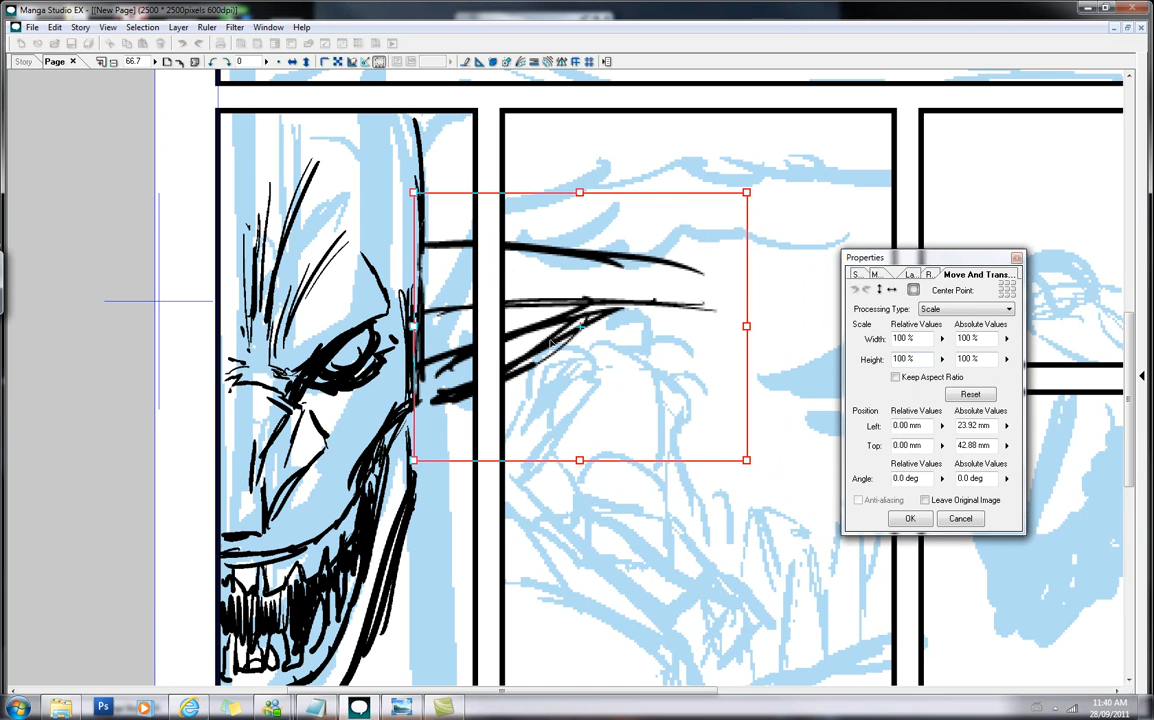 Manga Studio EX - [[New Page] (2500 * 2500pixels 600dpi)]
File Edit Story View Selection Layer Ruler Filter Window Help
Story Page 66.7 0
Properties
S... M... La... R... Move And Trans...
Center Point:
Processing Type: Scale
Scale Relative Values Absolute Values
Width: 100 % 100 %
Height: 100 % 100 %
Keep Aspect Ratio
Reset
Position Relative Values Absolute Values
Left: 0.00 mm 23.92 mm
Top: 0.00 mm 42.88 mm
Relative Values Absolute Values
Angle: 0.0 deg 0.0 deg
Anti-aliasing Leave Original Image
OK Cancel
Ps
11:40 AM
28/09/2011